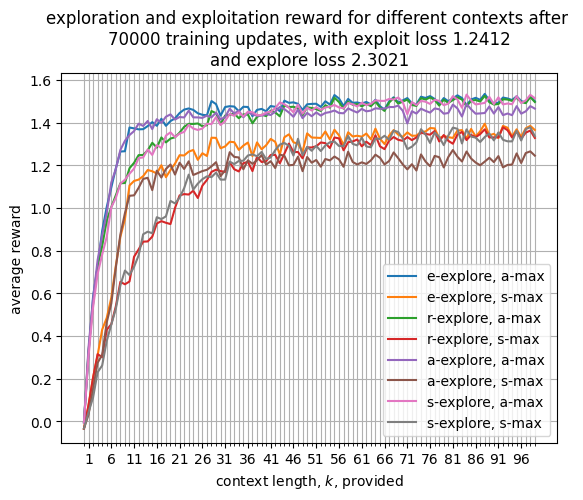 exploration and exploitation reward for different contexts after
70000 training updates, with exploit loss 1.2412
and explore loss 2.3021
1.6
1.4
1.2
1.0
0.8
0.6
0.4
0.2
0.0
average reward
e-explore, a-max
e-explore, s-max
r-explore, a-max
r-explore, s-max
a-explore, a-max
a-explore, s-max
s-explore, a-max
s-explore, s-max
1 6 11 16 21 26 31 36 41 46 51 56 61 66 71 76 81 86 91 96
context length, k, provided